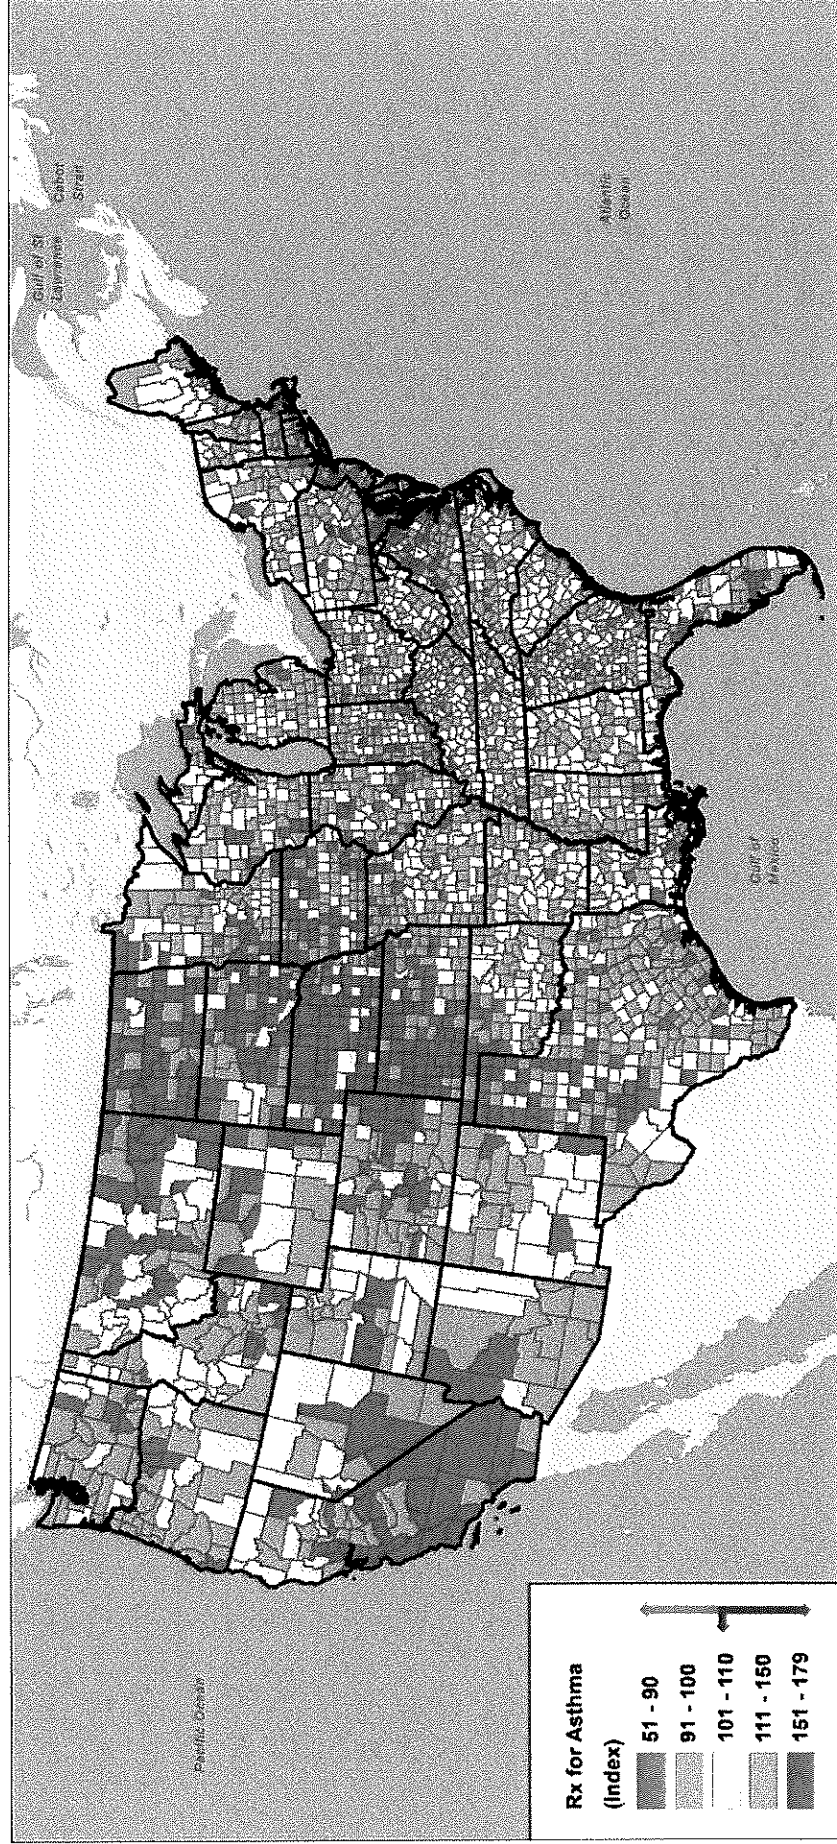 Rx for Asthma
(Index)
51 - 90
91 - 100
101 - 110
111 - 150
151 - 179
Pacific Ocean
Gulf of
Mexico
Atlantic
Ocean
Gulf of St
Lawrence
Cabot
Strait